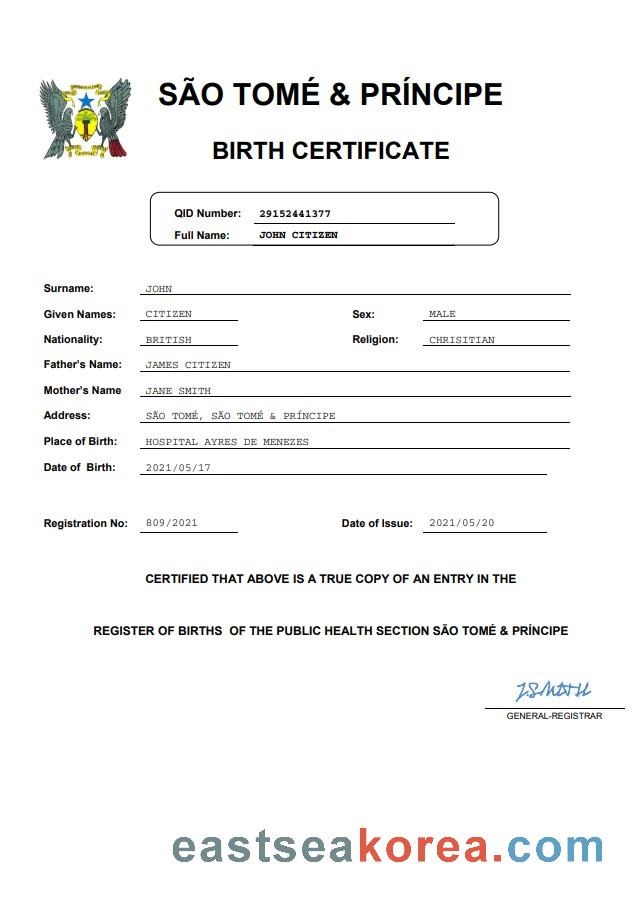 SÃO TOMÉ & PRÍNCIPE
BIRTH CERTIFICATE
QID Number: 29152441377
Full Name: JOHN CITIZEN
Surname: JOHN
Given Names: CITIZEN Sex: MALE
Nationality: BRITISH Religion: CHRISITIAN
Father's Name: JAMES CITIZEN
Mother's Name JANE SMITH
Address: SÃO TOMÉ, SÃO TOMÉ & PRÍNCIPE
Place of Birth: HOSPITAL AYRES DE MENEZES
Date of Birth: 2021/05/17
Registration No: 809/2021 Date of Issue: 2021/05/20
CERTIFIED THAT ABOVE IS A TRUE COPY OF AN ENTRY IN THE
REGISTER OF BIRTHS OF THE PUBLIC HEALTH SECTION SÃO TOMÉ & PRÍNCIPE
J.SMITH
GENERAL-REGISTRAR
eastseakorea.com